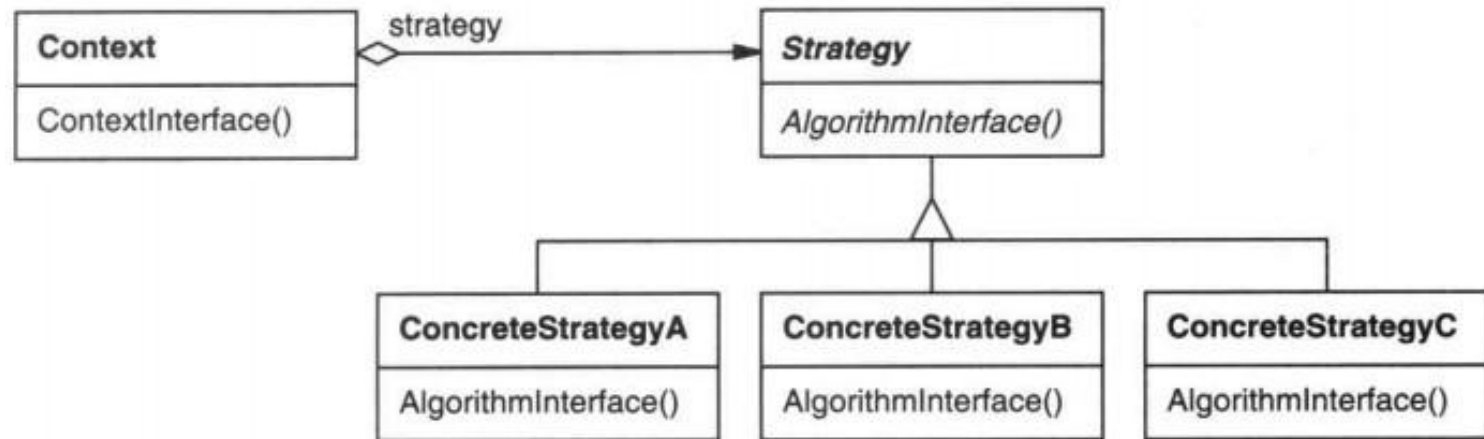 Context
ContextInterface()
strategy
Strategy
AlgorithmInterface()
ConcreteStrategyA
AlgorithmInterface()
ConcreteStrategyB
AlgorithmInterface()
ConcreteStrategyC
AlgorithmInterface()